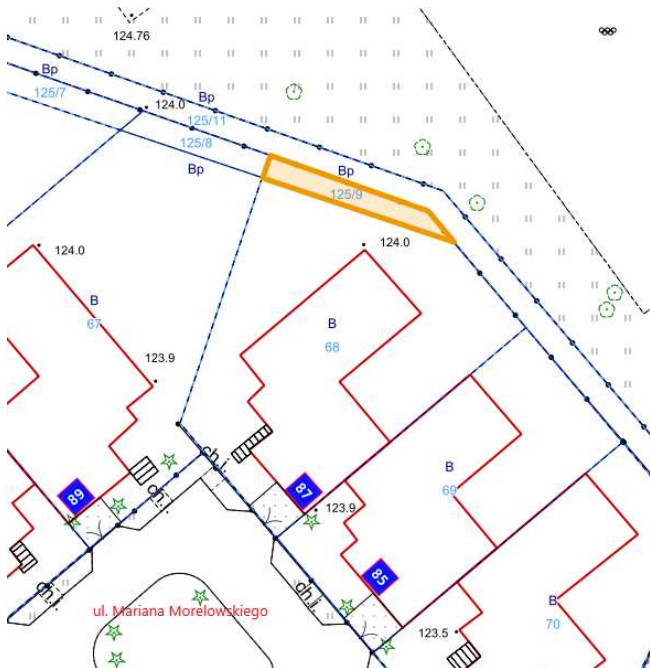 124.76
Bp
125/7
124.0
Bp
125/11
125/8
Bp
Bp
125/9
124.0
124.0
B
67
B
68
123.9
ch.j.
B
69
89
ch.j.
87
123.9
85
ch.j.
ch.j.
ul. Mariana Morelowskiego
123.5
B
70